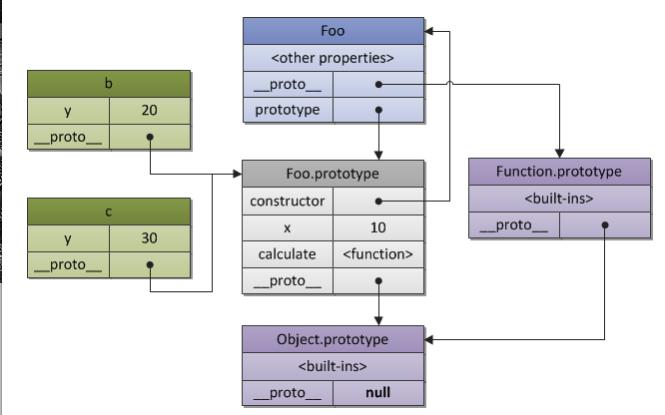 Foo
<other properties>
__proto__
prototype
b
y 20
__proto__
c
y 30
__proto__
Foo.prototype
constructor
x 10
calculate <function>
__proto__
Function.prototype
<built-ins>
__proto__
Object.prototype
<built-ins>
__proto__ null